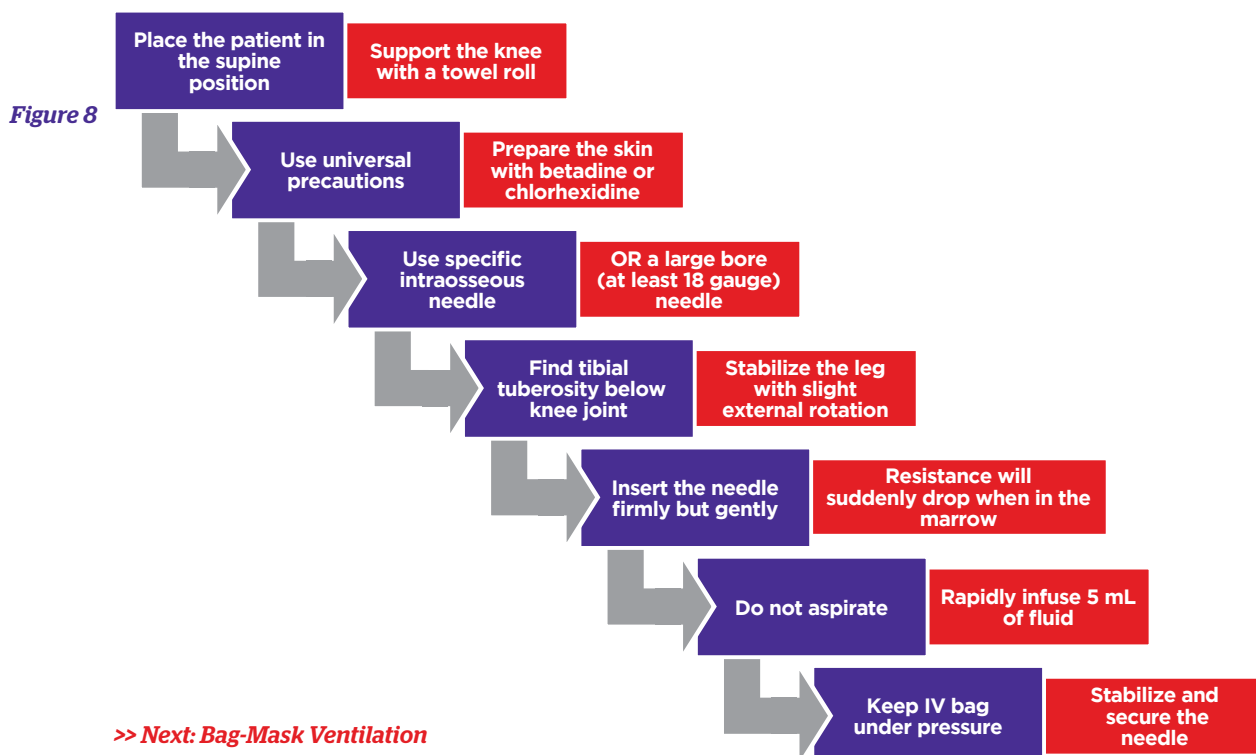 Place the patient in
the supine
position
Support the knee
with a towel roll
Figure 8
Use universal
precautions
Prepare the skin
with betadine or
chlorhexidine
Use specific
intraosseous
needle
OR a large bore
(at least 18 gauge)
needle
Find tibial
tuberosity below
knee joint
Stabilize the leg
with slight
external rotation
Insert the needle
firmly but gently
Resistance will
suddenly drop when in the
marrow
Do not aspirate
Rapidly infuse 5 mL
of fluid
Keep IV bag
under pressure
Stabilize and
secure the
needle
>> Next: Bag-Mask Ventilation